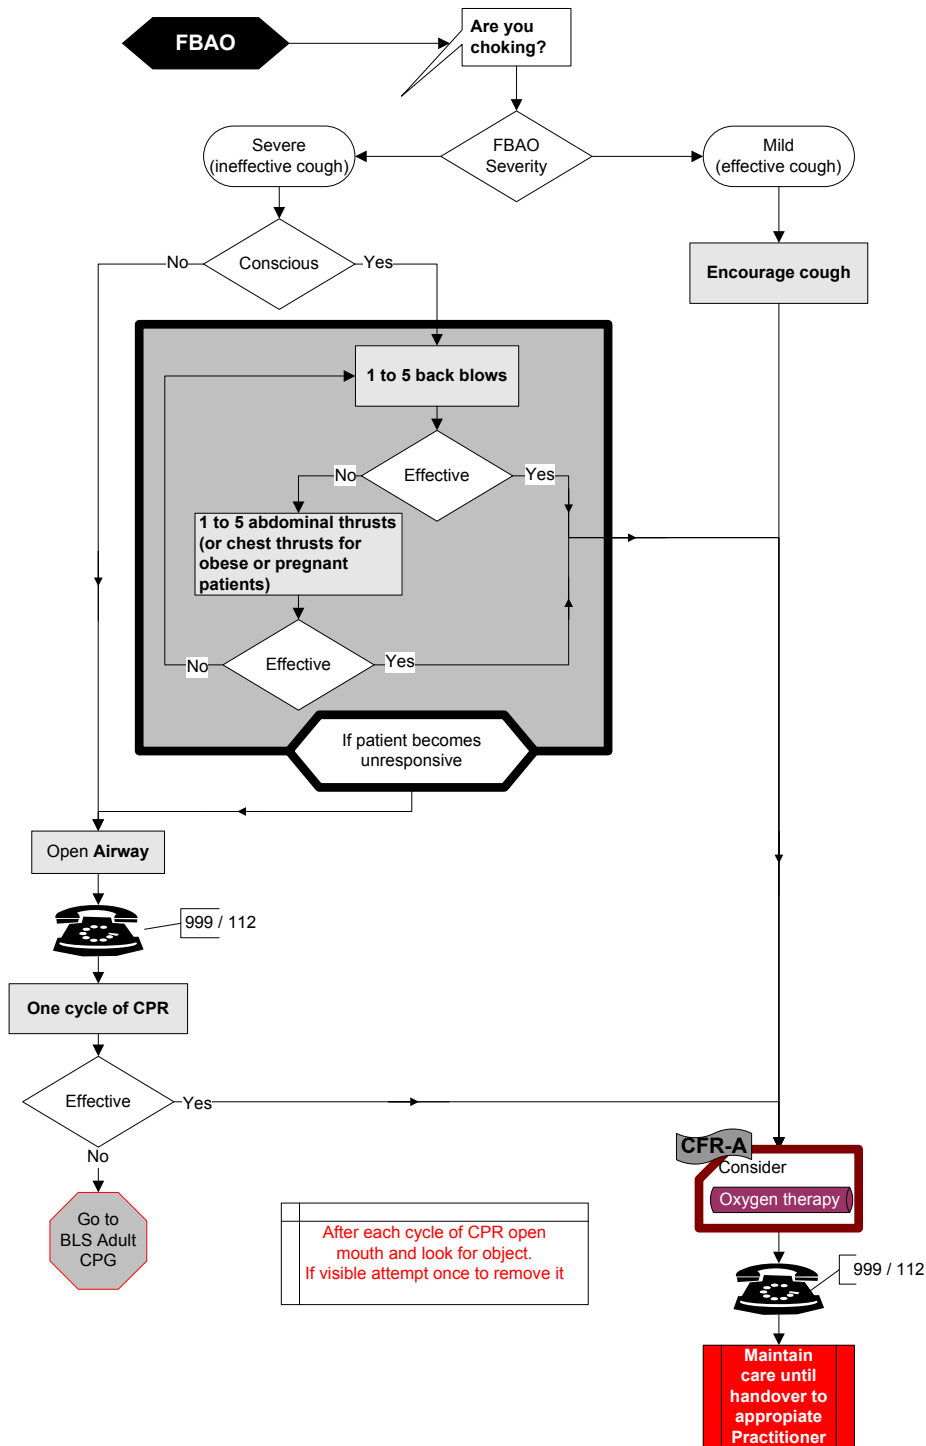 FBAO
Are you
choking?
Severe
(ineffective cough)
FBAO
Severity
Mild
(effective cough)
No
Conscious
Yes
Encourage cough
1 to 5 back blows
No
Effective
Yes
1 to 5 abdominal thrusts
(or chest thrusts for
obese or pregnant
patients)
No
Effective
Yes
If patient becomes
unresponsive
Open Airway
999 / 112
One cycle of CPR
Effective
Yes
No
Go to
BLS Adult
CPG
After each cycle of CPR open
mouth and look for object.
If visible attempt once to remove it
CFR-A
Consider
Oxygen therapy
999 / 112
Maintain
care until
handover to
appropiate
Practitioner